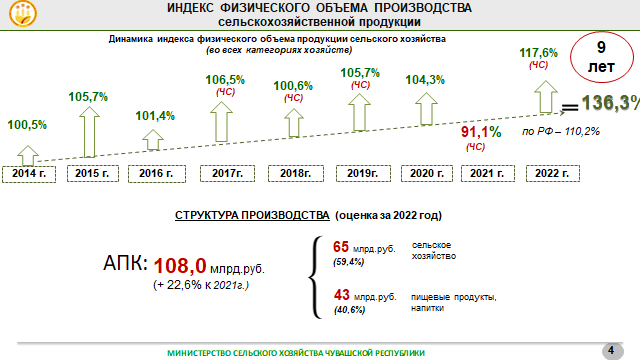 ИНДЕКС ФИЗИЧЕСКОГО ОБЪЕМА ПРОИЗВОДСТВА
сельскохозяйственной продукции
Динамика индекса физического объема продукции сельского хозяйства
(во всех категориях хозяйств)
9
лет
117,6%
(ЧС)
106,5%
(ЧС)
105,7%
(ЧС)
100,6%
(ЧС)
104,3%
105,7%
101,4%
100,5%
91,1%
(ЧС)
= 136,3%
по РФ – 110,2%
2014 г. 2015 г. 2016 г. 2017г. 2018г. 2019г. 2020 г. 2021 г. 2022 г.
СТРУКТУРА ПРОИЗВОДСТВА (оценка за 2022 год)
АПК: 108,0 млрд.руб.
(+ 22,6% к 2021г.)
65 млрд.руб.
(59,4%)
сельское
хозяйство
43 млрд.руб.
(40,6%)
пищевые продукты,
напитки
МИНИСТЕРСТВО СЕЛЬСКОГО ХОЗЯЙСТВА ЧУВАШСКОЙ РЕСПУБЛИКИ
4